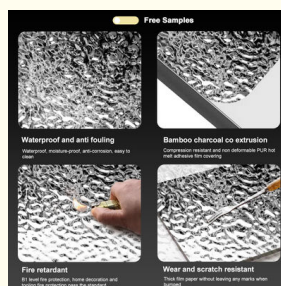 Free Samples
Waterproof and anti fouling
Waterproof, moisture-proof, anti-corrosion, easy to
clean
Bamboo charcoal co extrusion
Compression resistant and non deformable PUR hot
melt adhesive film covering
Fire retardant
B1 level fire protection, home decoration and
tooling fire protection pass the standard
Wear and scratch resistant
Thick film paper without leaving any marks when
bumped